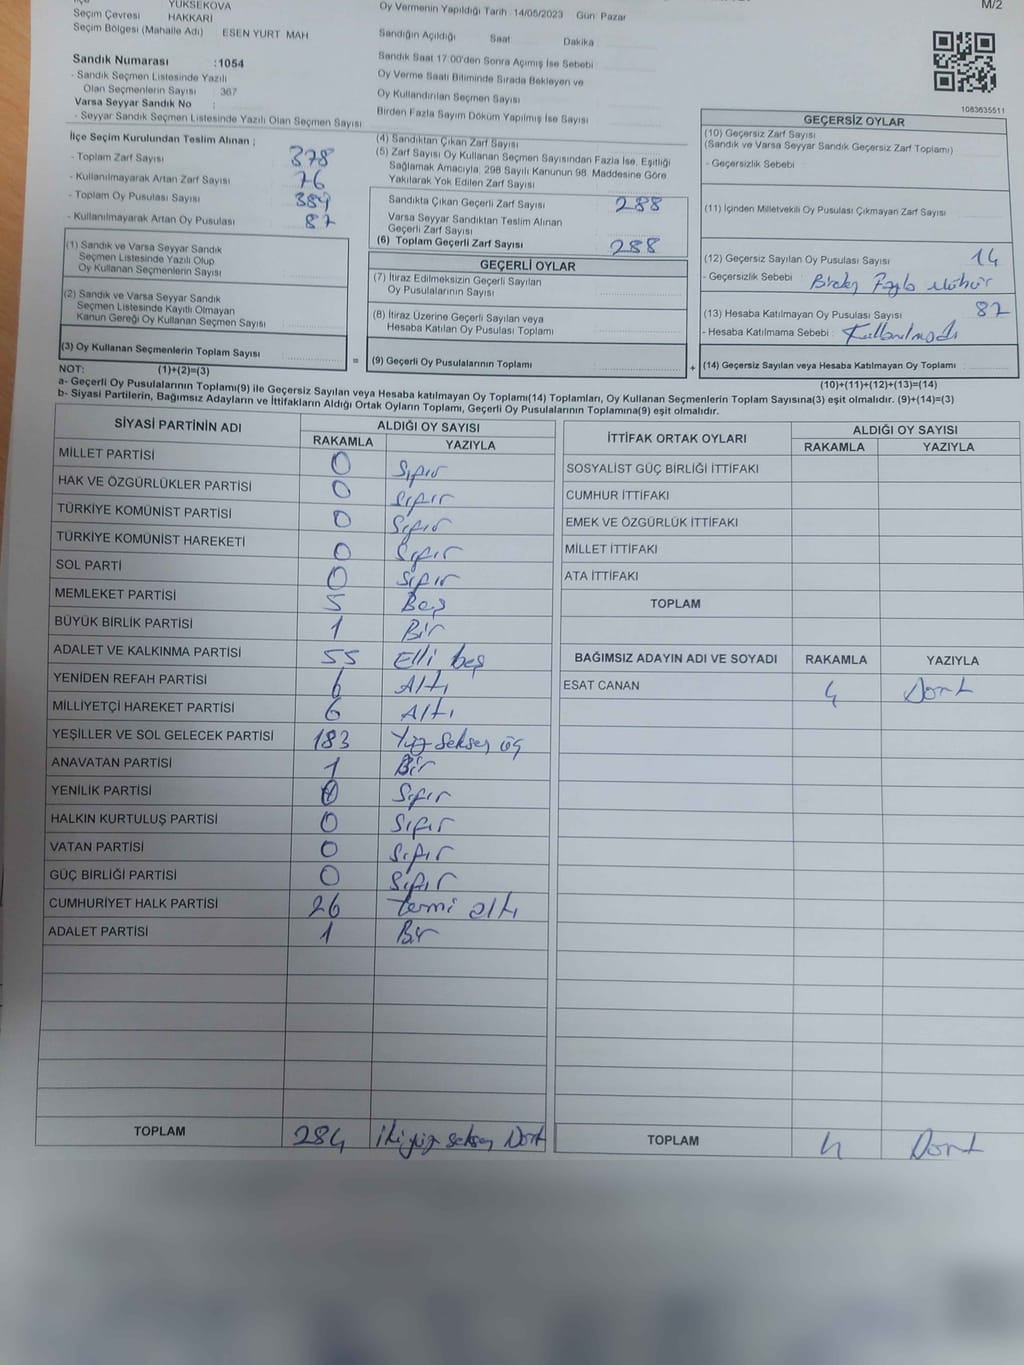 YÜKSEKOVA
Seçim Çevresi HAKKARİ
Seçim Bölgesi (Mahalle Adı) ESEN YURT MAH
Sandık Numarası :1054
- Sandık Seçmen Listesinde Yazılı
Olan Seçmenlerin Sayısı : 367
Varsa Seyyar Sandık No :
- Seyyar Sandık Seçmen Listesinde Yazılı Olan Seçmen Sayısı
İlçe Seçim Kurulundan Teslim Alınan ;
- Toplam Zarf Sayısı 378
- Kullanılmayarak Artan Zarf Sayısı 76
- Toplam Oy Pusulası Sayısı 389
- Kullanılmayarak Artan Oy Pusulası 87
(1) Sandık ve Varsa Seyyar Sandık
Seçmen Listesinde Yazılı Olup
Oy Kullanan Seçmenlerin Sayısı
(2) Sandık ve Varsa Seyyar Sandık
Seçmen Listesinde Kayıtlı Olmayan
Kanun Gereği Oy Kullanan Seçmen Sayısı
(3) Oy Kullanan Seçmenlerin Toplam Sayısı
Oy Vermenin Yapıldığı Tarih : 14/05/2023 Gün: Pazar
Sandığın Açıldığı Saat Dakika
Sandık Saat 17:00'den Sonra Açılmış İse Sebebi
Oy Verme Saati Bitiminde Sırada Bekleyen ve
Oy Kullandırılan Seçmen Sayısı
Birden Fazla Sayım Döküm Yapılmış İse Sayısı
(4) Sandıktan Çıkan Zarf Sayısı
(5) Zarf Sayısı Oy Kullanan Seçmen Sayısından Fazla İse, Eşitliği
Sağlamak Amacıyla, 298 Sayılı Kanunun 98. Maddesine Göre
Yakılarak Yok Edilen Zarf Sayısı
Sandıkta Çıkan Geçerli Zarf Sayısı 288
Varsa Seyyar Sandıktan Teslim Alınan
Geçerli Zarf Sayısı
(6) Toplam Geçerli Zarf Sayısı 288
GEÇERLİ OYLAR
(7) İtiraz Edilmeksizin Geçerli Sayılan
Oy Pusulalarının Sayısı
(8) İtiraz Üzerine Geçerli Sayılan veya
Hesaba Katılan Oy Pusulası Toplamı
= (9) Geçerli Oy Pusulalarının Toplamı +
M/2
1083635511
GEÇERSİZ OYLAR
(10) Geçersiz Zarf Sayısı
(Sandık ve Varsa Seyyar Sandık Geçersiz Zarf Toplamı)
- Geçersizlik Sebebi
(11) İçinden Milletvekili Oy Pusulası Çıkmayan Zarf Sayısı
(12) Geçersiz Sayılan Oy Pusulası Sayısı 14
- Geçersizlik Sebebi : Birden Fazla Mühür
(13) Hesaba Katılmayan Oy Pusulası Sayısı 87
- Hesaba Katılmama Sebebi : Kullanılmadı
(14) Geçersiz Sayılan veya Hesaba Katılmayan Oy Toplamı
NOT: (1)+(2)=(3) (10)+(11)+(12)+(13)=(14)
a- Geçerli Oy Pusulalarının Toplamı(9) ile Geçersiz Sayılan veya Hesaba katılmayan Oy Toplamı(14) Toplamları, Oy Kullanan Seçmenlerin Toplam Sayısına(3) eşit olmalıdır. (9)+(14)=(3)
b- Siyasi Partilerin, Bağımsız Adayların ve İttifakların Aldığı Ortak Oyların Toplamı, Geçerli Oy Pusulalarının Toplamına(9) eşit olmalıdır.
SİYASİ PARTİNİN ADI ALDIĞI OY SAYISI
RAKAMLA YAZIYLA
MİLLET PARTİSİ 0 Sıfır
HAK VE ÖZGÜRLÜKLER PARTİSİ 0 Sıfır
TÜRKİYE KOMÜNİST PARTİSİ 0 Sıfır
TÜRKİYE KOMÜNİST HAREKETİ 0 Sıfır
SOL PARTİ 0 Sıfır
MEMLEKET PARTİSİ 5 Beş
BÜYÜK BİRLİK PARTİSİ 1 Bir
ADALET VE KALKINMA PARTİSİ 55 Elli beş
YENİDEN REFAH PARTİSİ 6 Altı
MİLLİYETÇİ HAREKET PARTİSİ 6 Altı
YEŞİLLER VE SOL GELECEK PARTİSİ 183 Yüz Seksen üç
ANAVATAN PARTİSİ 1 Bir
YENİLİK PARTİSİ 0 Sıfır
HALKIN KURTULUŞ PARTİSİ 0 Sıfır
VATAN PARTİSİ 0 Sıfır
GÜÇ BİRLİĞİ PARTİSİ 0 Sıfır
CUMHURİYET HALK PARTİSİ 26 altı
ADALET PARTİSİ 1 Bir
TOPLAM 284 İkiyüz seksen Dört
İTTİFAK ORTAK OYLARI ALDIĞI OY SAYISI
RAKAMLA YAZIYLA
SOSYALİST GÜÇ BİRLİĞİ İTTİFAKI
CUMHUR İTTİFAKI
EMEK VE ÖZGÜRLÜK İTTİFAKI
MİLLET İTTİFAKI
ATA İTTİFAKI
TOPLAM
BAĞIMSIZ ADAYIN ADI VE SOYADI RAKAMLA YAZIYLA
ESAT CANAN 4 Dört
TOPLAM 4 Dört